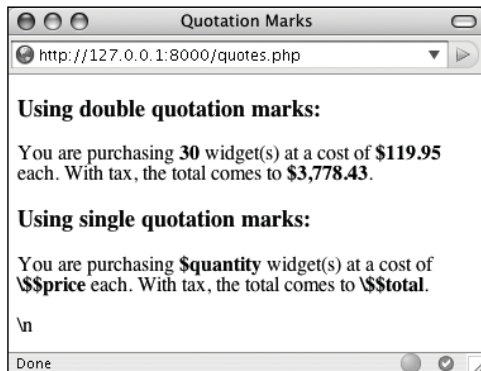 Quotation Marks
http://127.0.0.1:8000/quotes.php
Using double quotation marks:
You are purchasing 30 widget(s) at a cost of $119.95
each. With tax, the total comes to $3,778.43.
Using single quotation marks:
You are purchasing $quantity widget(s) at a cost of
\$$price each. With tax, the total comes to \$$total.
\n
Done